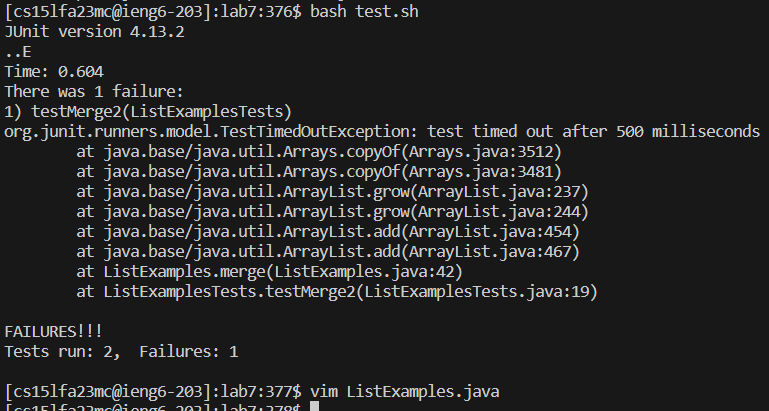 [cs15lfa23mc@ieng6-203]:lab7:376$ bash test.sh
JUnit version 4.13.2
..E
Time: 0.604
There was 1 failure:
1) testMerge2(ListExamplesTests)
org.junit.runners.model.TestTimedOutException: test timed out after 500 milliseconds
        at java.base/java.util.Arrays.copyOf(Arrays.java:3512)
        at java.base/java.util.Arrays.copyOf(Arrays.java:3481)
        at java.base/java.util.ArrayList.grow(ArrayList.java:237)
        at java.base/java.util.ArrayList.grow(ArrayList.java:244)
        at java.base/java.util.ArrayList.add(ArrayList.java:454)
        at java.base/java.util.ArrayList.add(ArrayList.java:467)
        at ListExamples.merge(ListExamples.java:42)
        at ListExamplesTests.testMerge2(ListExamplesTests.java:19)
FAILURES!!!
Tests run: 2,  Failures: 1
[cs15lfa23mc@ieng6-203]:lab7:377$ vim ListExamples.java
[cs15lfa23mc@ieng6-203]:lab7:378$